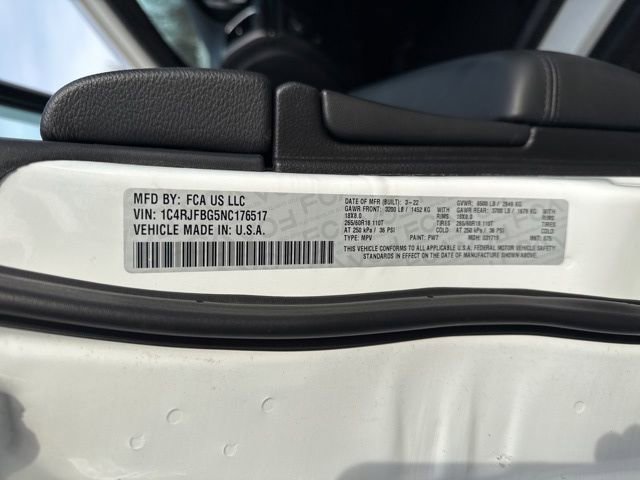 MFD BY: FCA US LLC
VIN: 1C4RJFBG5NC176517
VEHICLE MADE IN: U.S.A.
DATE OF MFR (BUILT): 3-22 GVWR: 6500 LB / 2948 KG
GAWR FRONT: 3200 LB / 1452 KG GAWR REAR: 3700 LB / 1678 KG
18X8.0 RIMS 18X8.0 RIMS
265/60R18 110T TIRES 265/60R18 110T TIRES
AT 250 kPa / 36 PSI COLD AT 250 kPa / 36 PSI COLD
TYPE: MPV PAINT: PW7 MDH: 031719
THIS VEHICLE CONFORMS TO ALL APPLICABLE U.S.A. FEDERAL MOTOR VEHICLE SAFETY
STANDARDS IN EFFECT ON THE DATE OF MANUFACTURE SHOWN ABOVE.